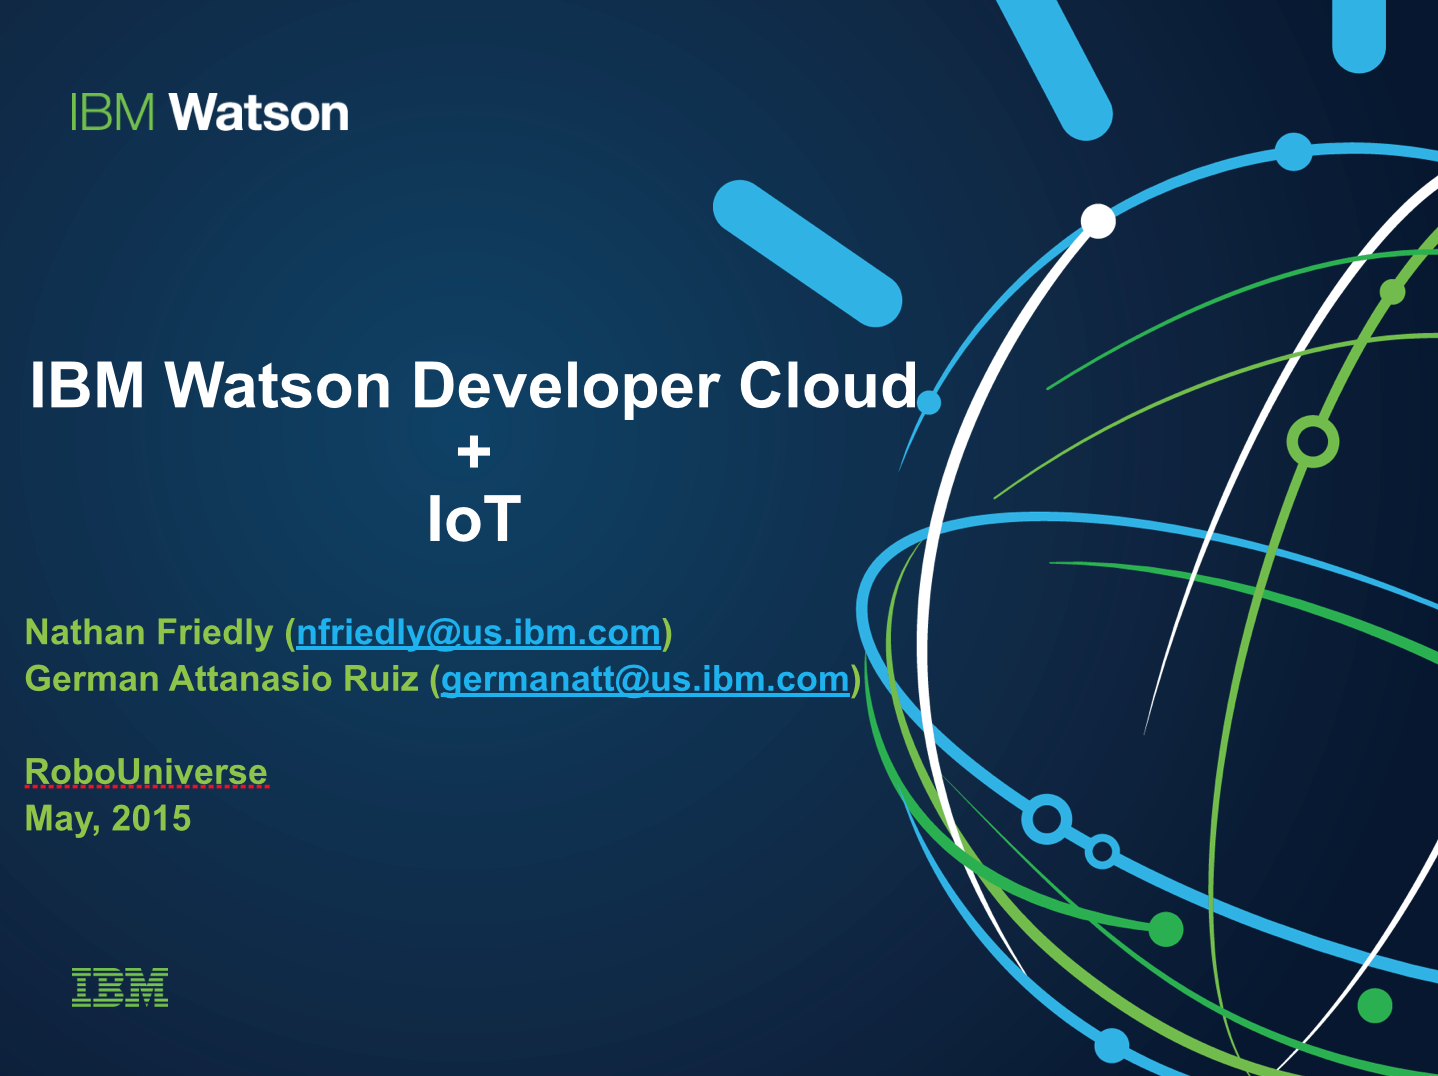 IBM Watson
IBM Watson Developer Cloud
+
IoT
Nathan Friedly (nfriedly@us.ibm.com)
German Attanasio Ruiz (germanatt@us.ibm.com)
RoboUniverse
May, 2015
IBM